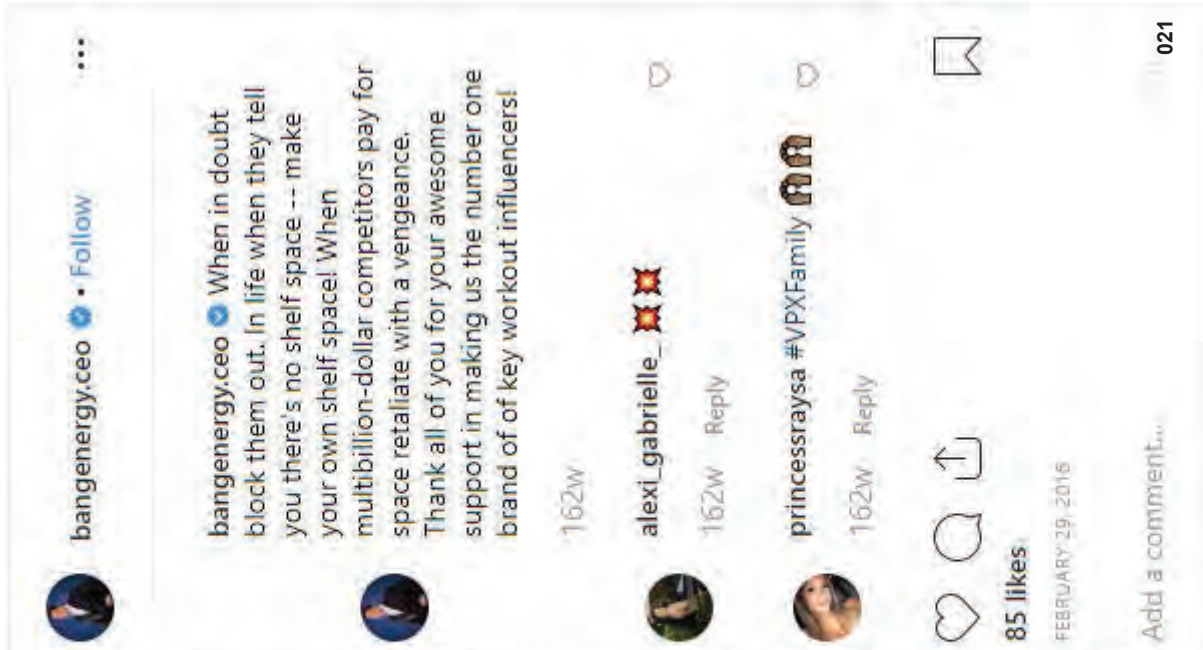 bangenergy.ceo • Follow
bangenergy.ceo When in doubt
block them out. In life when they tell
you there's no shelf space -- make
your own shelf space! When
multibillion-dollar competitors pay for
space retaliate with a vengeance.
Thank all of you for your awesome
support in making us the number one
brand of of key workout influencers!
162w
alexi_gabrielle_ 💥💥
162w Reply
princessraysa #VPXFamily
162w Reply
85 likes
FEBRUARY 29, 2016
Add a comment...
021